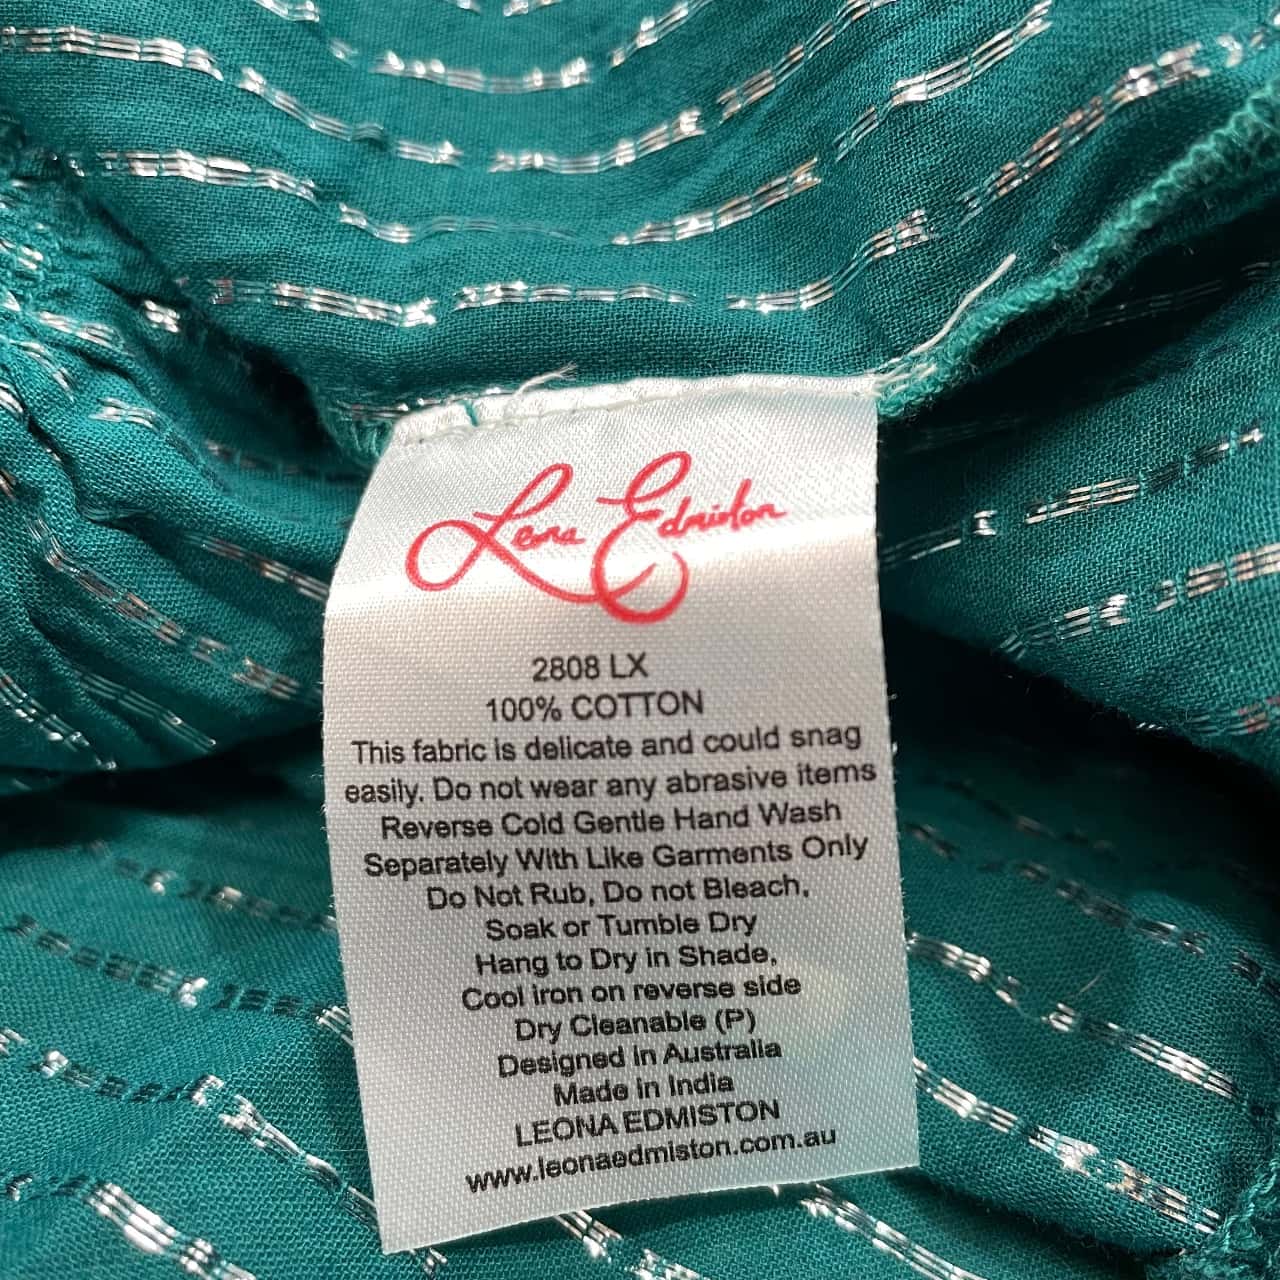 Leona Edmiston
2808 LX
100% COTTON
This fabric is delicate and could snag
easily. Do not wear any abrasive items
Reverse Cold Gentle Hand Wash
Separately With Like Garments Only
Do Not Rub, Do not Bleach,
Soak or Tumble Dry
Hang to Dry in Shade,
Cool iron on reverse side
Dry Cleanable (P)
Designed in Australia
Made in India
LEONA EDMISTON
www.leonaedmiston.com.au